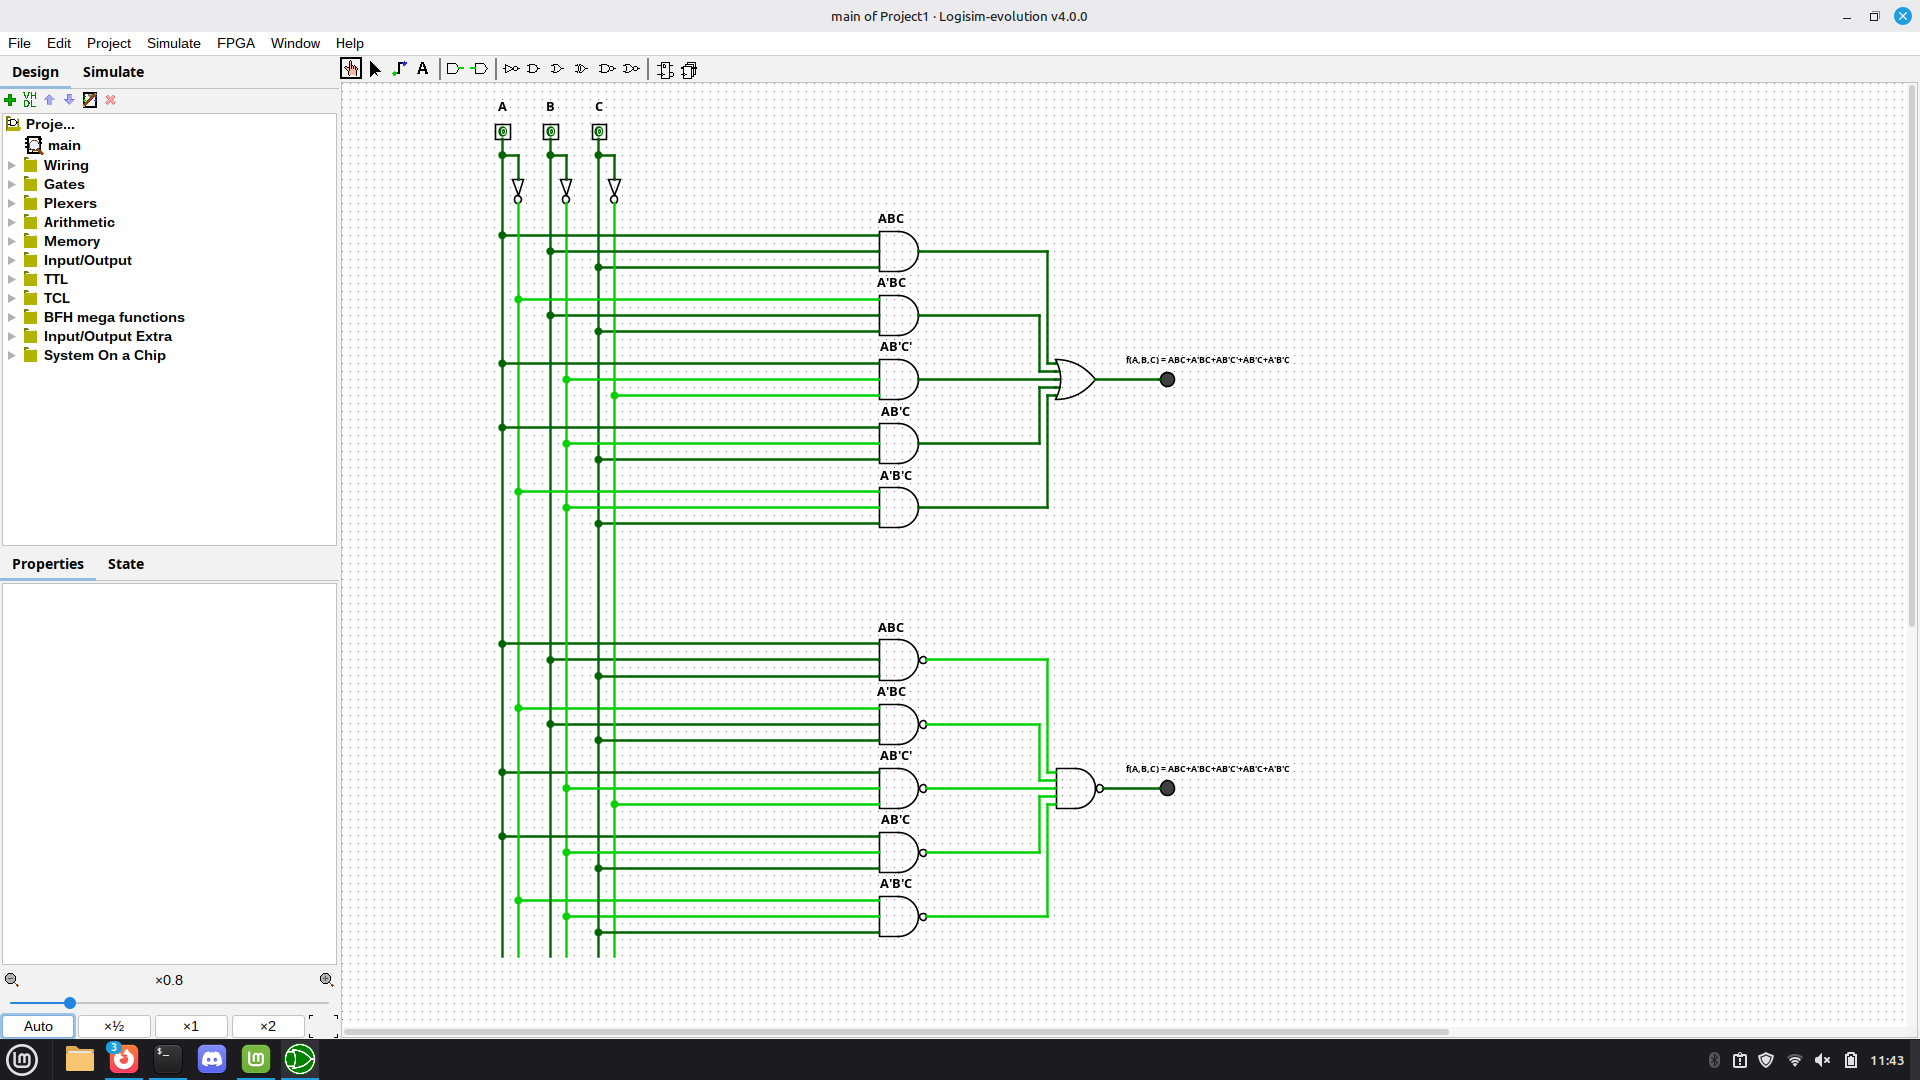 main of Project1 · Logisim-evolution v4.0.0
File Edit Project Simulate FPGA Window Help
Design Simulate
A
VH
DL
Proje...
main
Wiring
Gates
Plexers
Arithmetic
Memory
Input/Output
TTL
TCL
BFH mega functions
Input/Output Extra
System On a Chip
Properties State
×0.8
Auto ×½ ×1 ×2
A B C
0 0 0
ABC
A'BC
AB'C'
AB'C
A'B'C
f(A,B,C) = ABC+A'BC+AB'C'+AB'C+A'B'C
ABC
A'BC
AB'C'
AB'C
A'B'C
f(A,B,C) = ABC+A'BC+AB'C'+AB'C+A'B'C
3
11:43